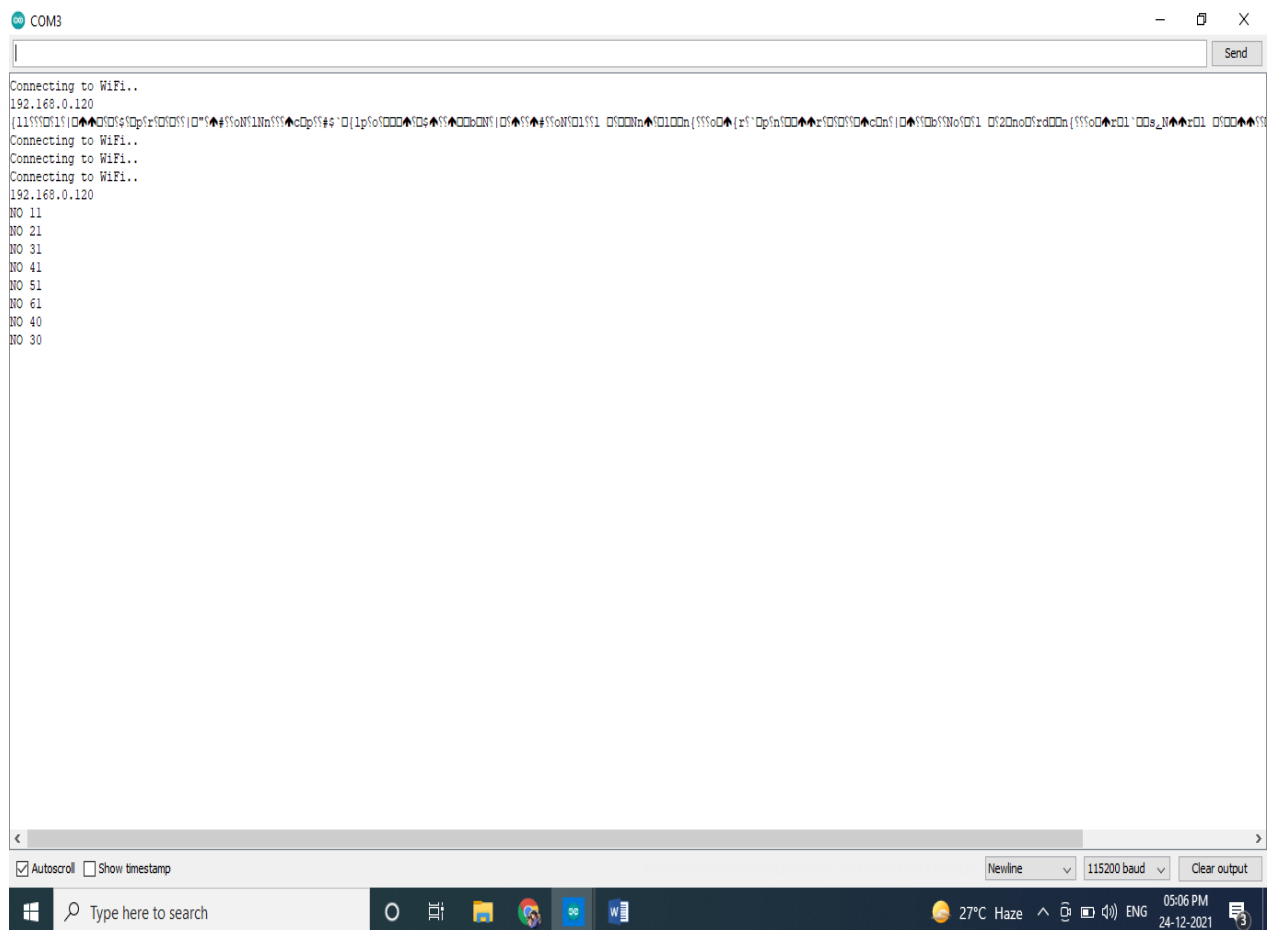 COM3
Send
Connecting to WiFi..
192.168.0.120
Connecting to WiFi..
Connecting to WiFi..
Connecting to WiFi..
192.168.0.120
NO 11
NO 21
NO 31
NO 41
NO 51
NO 61
NO 40
NO 30
Autoscroll Show timestamp Newline 115200 baud Clear output
Type here to search 27°C Haze ENG 05:06 PM
24-12-2021
3